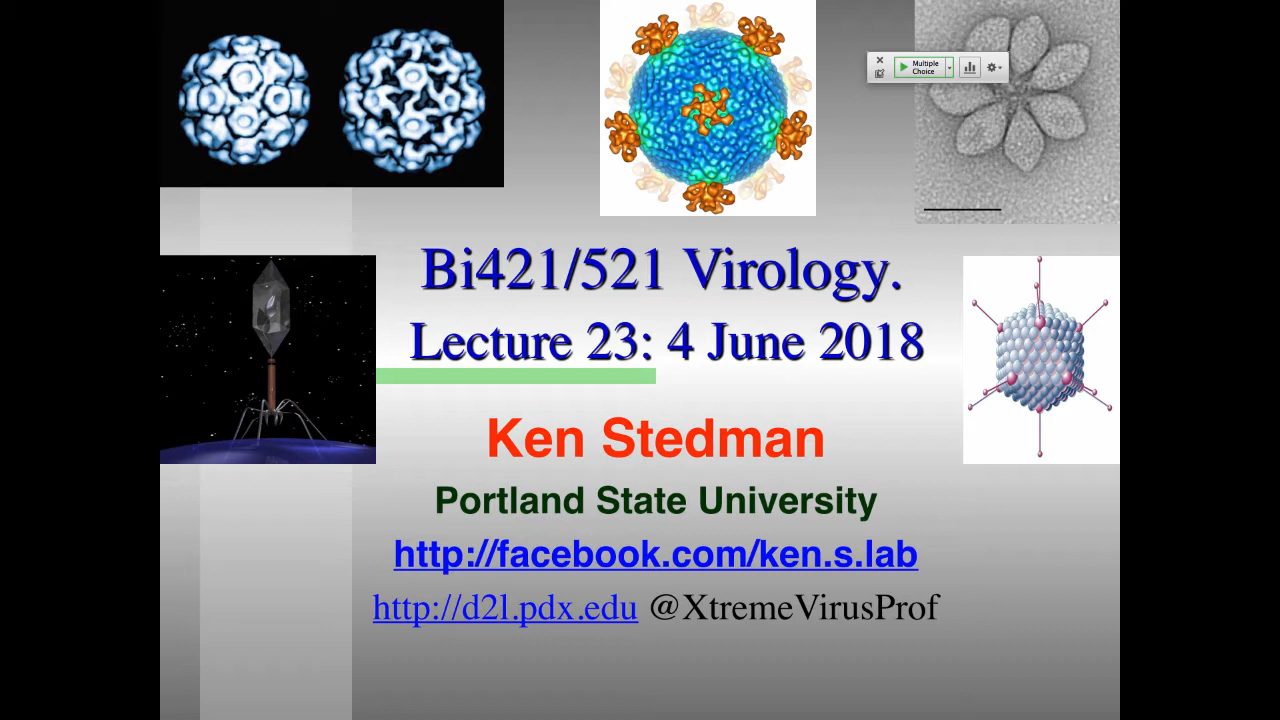 Multiple
Choice
Bi421/521 Virology.
Lecture 23: 4 June 2018
Ken Stedman
Portland State University
http://facebook.com/ken.s.lab
http://d2l.pdx.edu @XtremeVirusProf